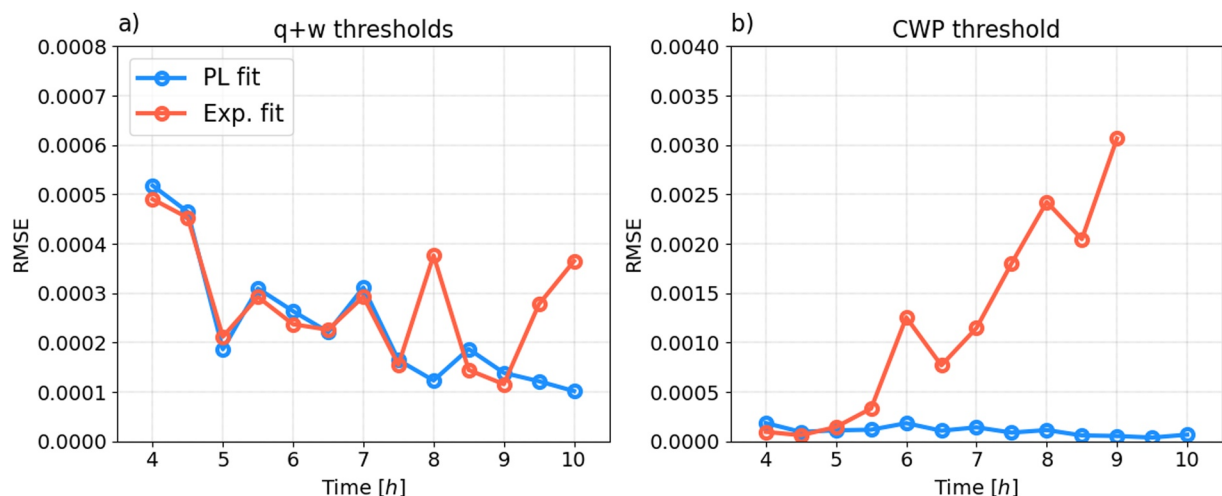 a)
q+w thresholds
0.0008
0.0007
0.0006
0.0005
0.0004
0.0003
0.0002
0.0001
0.0000
RMSE
PL fit
Exp. fit
4 5 6 7 8 9 10
Time [h]
b)
CWP threshold
0.0040
0.0035
0.0030
0.0025
0.0020
0.0015
0.0010
0.0005
0.0000
RMSE
4 5 6 7 8 9 10
Time [h]